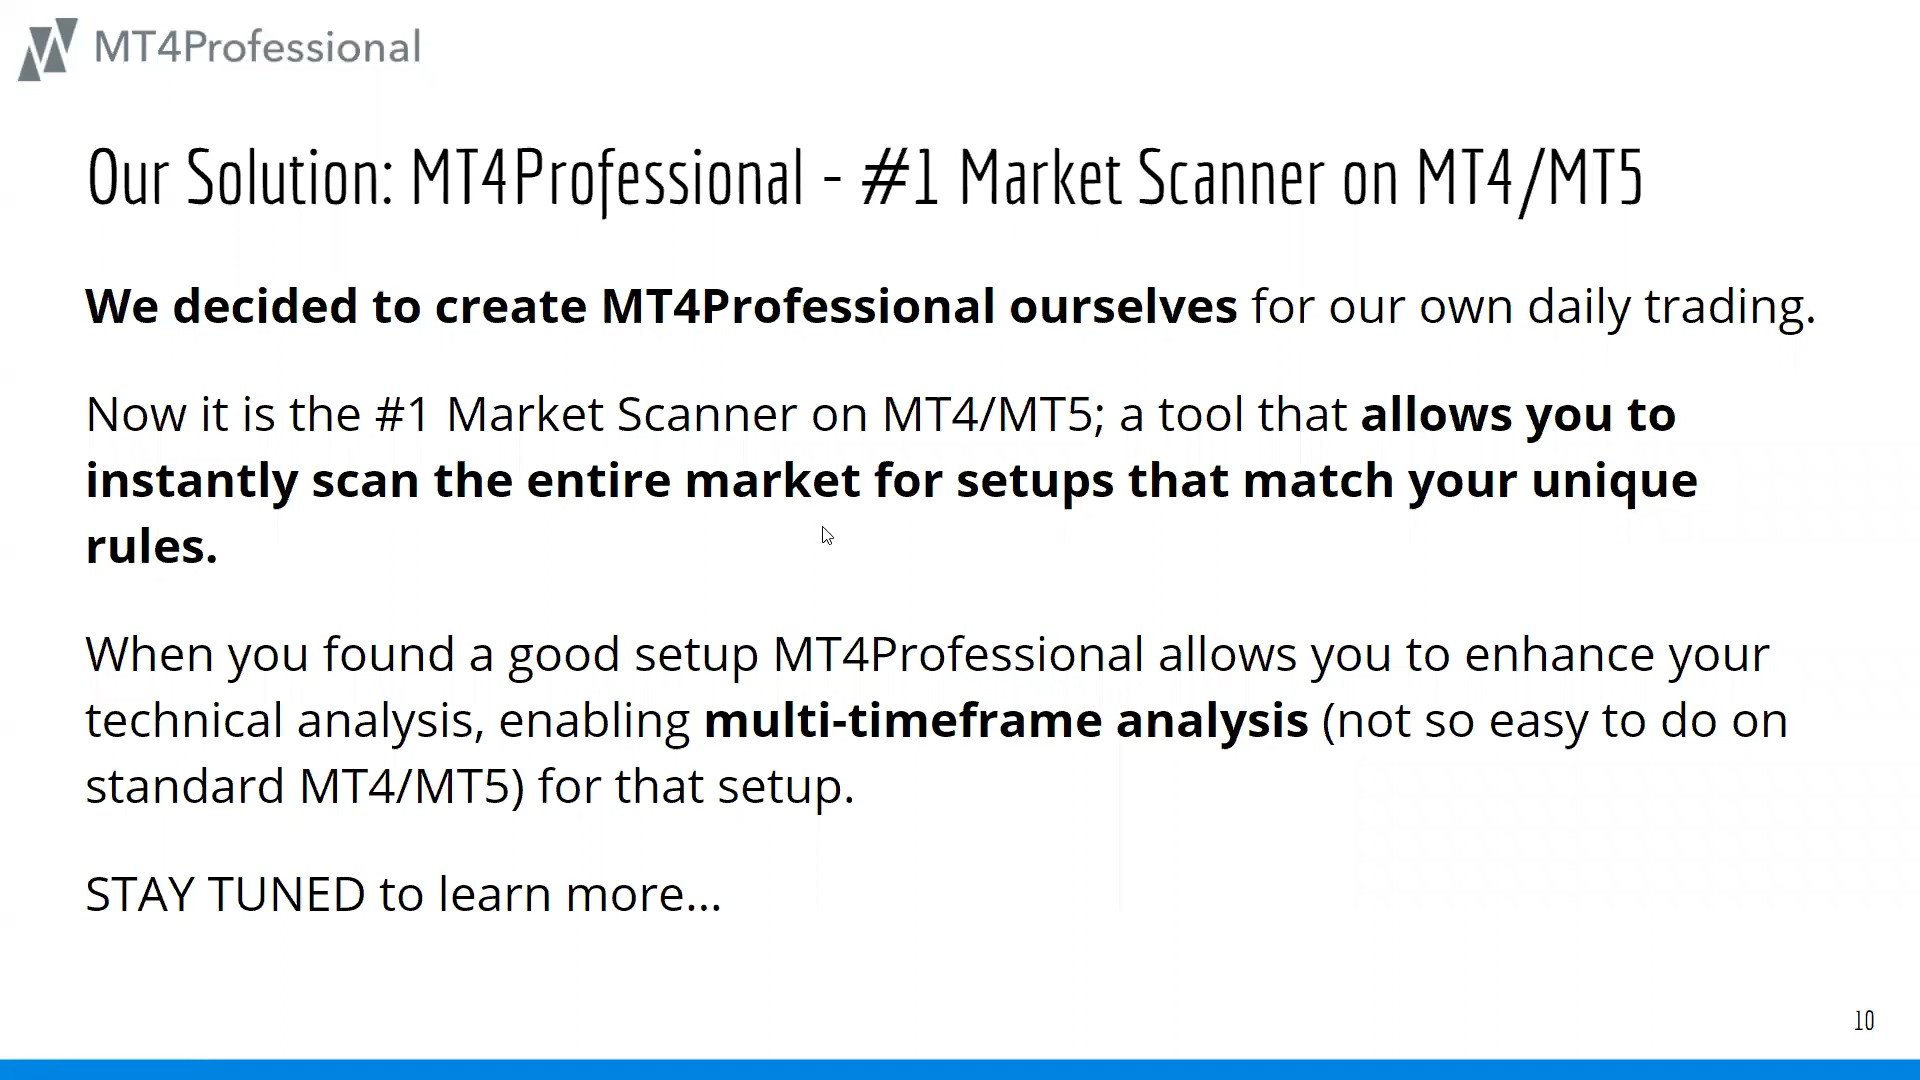 MT4Professional
Our Solution: MT4Professional - #1 Market Scanner on MT4/MT5
We decided to create MT4Professional ourselves for our own daily trading.
Now it is the #1 Market Scanner on MT4/MT5; a tool that allows you to
instantly scan the entire market for setups that match your unique
rules.
When you found a good setup MT4Professional allows you to enhance your
technical analysis, enabling multi-timeframe analysis (not so easy to do on
standard MT4/MT5) for that setup.
STAY TUNED to learn more...
10